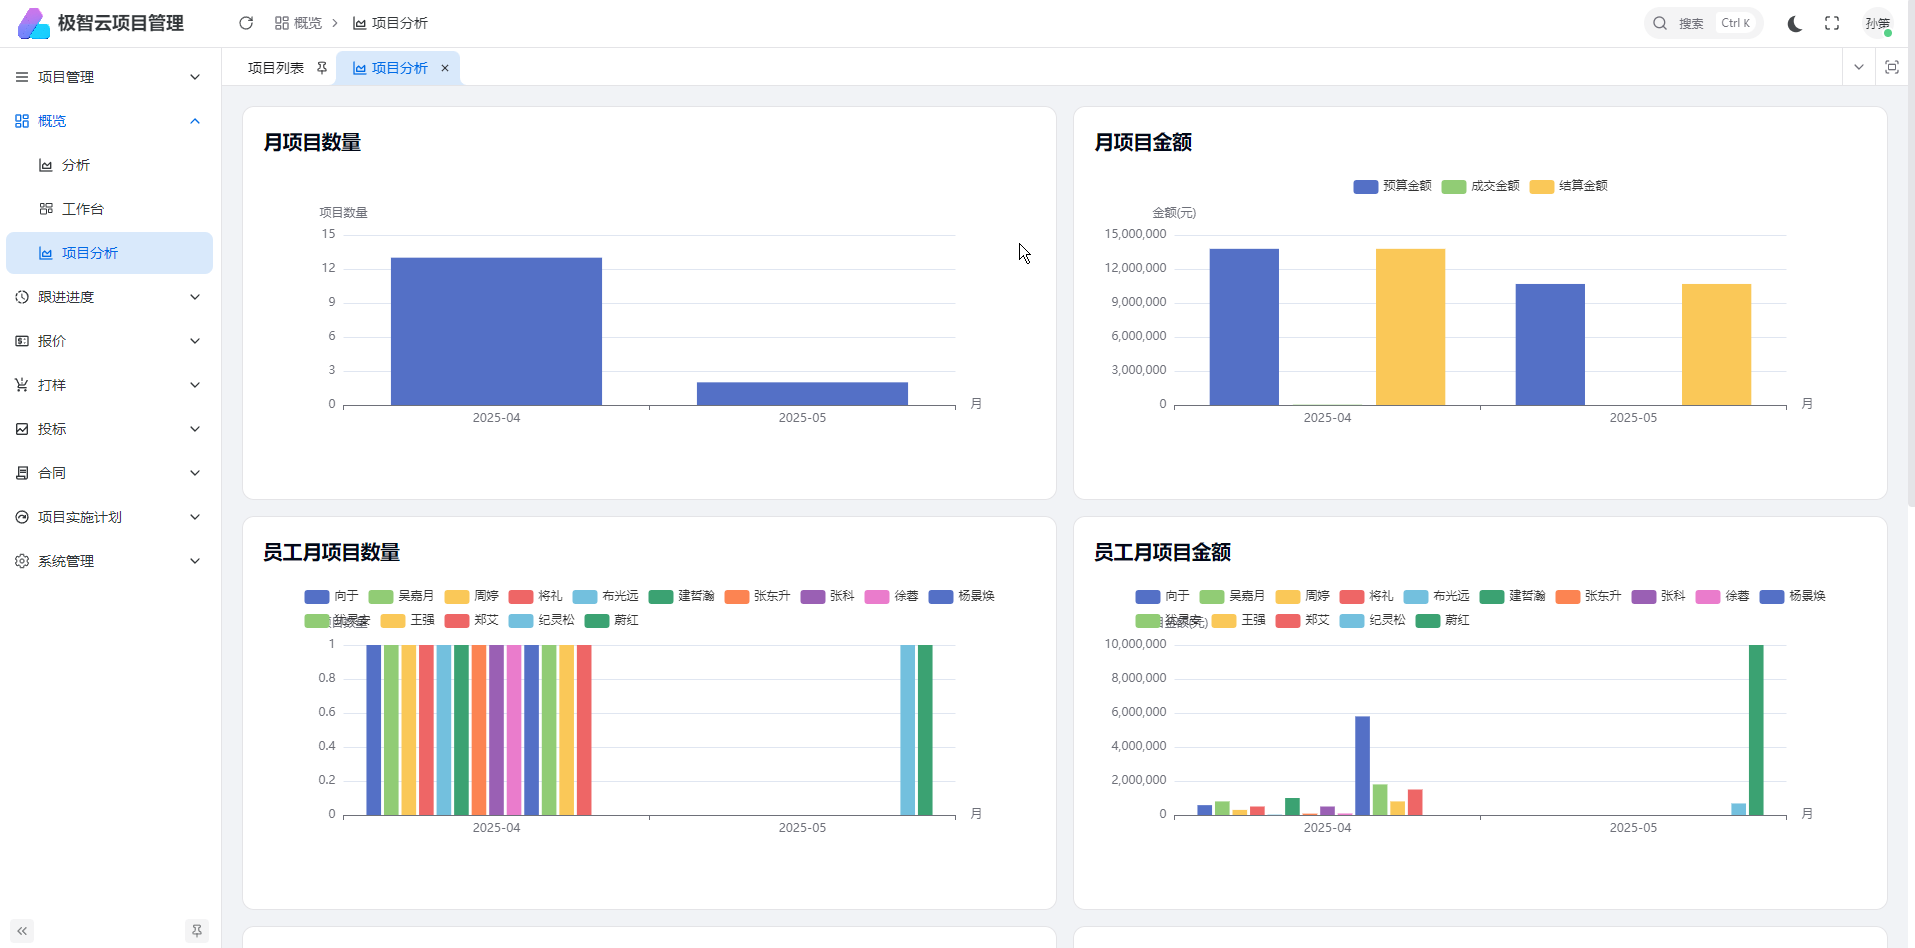 极智云项目管理
概览
项目分析
搜索 Ctrl K
孙笫
项目列表
项目分析
项目管理
概览
分析
工作台
项目分析
跟进进度
报价
打样
投标
合同
项目实施计划
系统管理
月项目数量
项目数量
15
12
9
6
3
0
2025-04 2025-05
月
月项目金额
预算金额 成交金额 结算金额
金额(元)
15,000,000
12,000,000
9,000,000
6,000,000
3,000,000
0
2025-04 2025-05
月
员工月项目数量
向于 吴嘉月 周婷 将礼 布光远 建哲瀚 张东升 张科 徐蓉 杨景焕
王强 郑艾 纪灵松 蔚红
1
0.8
0.6
0.4
0.2
0
2025-04 2025-05
月
员工月项目金额
向于 吴嘉月 周婷 将礼 布光远 建哲瀚 张东升 张科 徐蓉 杨景焕
王强 郑艾 纪灵松 蔚红
10,000,000
8,000,000
6,000,000
4,000,000
2,000,000
0
2025-04 2025-05
月